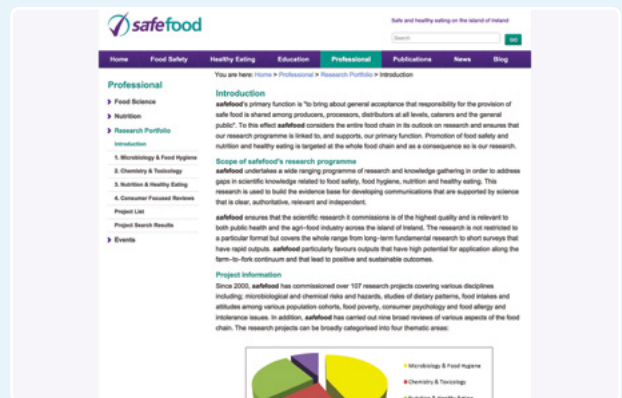 safefood
Safe and healthy eating on the island of Ireland
Search
GO
Home Food Safety Healthy Eating Education Professional Publications News Blog
You are here: Home > Professional > Research Portfolio > Introduction
Professional
Food Science
Nutrition
Research Portfolio
Introduction
1. Microbiology & Food Hygiene
2. Chemistry & Toxicology
3. Nutrition & Healthy Eating
4. Consumer Focused Reviews
Project List
Project Search Results
Events
Introduction
safefood's primary function is "to bring about general acceptance that responsibility for the provision of
safe food is shared among producers, processors, distributors at all levels, caterers and the general
public". To this effect safefood considers the entire food chain in its outlook on research and ensures that
our research programme is linked to, and supports, our primary function. Promotion of food safety and
nutrition and healthy eating is targeted at the whole food chain and as a consequence so is our research.
Scope of safefood's research programme
safefood undertakes a wide ranging programme of research and knowledge gathering in order to address
gaps in scientific knowledge related to food safety, food hygiene, nutrition and healthy eating. This
research is used to build the evidence base for developing communications that are supported by science
that is clear, authoritative, relevant and independent.
safefood ensures that the scientific research it commissions is of the highest quality and is relevant to
both public health and the agri-food industry across the island of Ireland. The research is not restricted to
a particular format but covers the whole range from long-term fundamental research to short surveys that
have rapid outputs. safefood particularly favours outputs that have high potential for application along the
farm-to-fork continuum and that lead to positive and sustainable outcomes.
Project information
Since 2000, safefood has commissioned over 107 research projects covering various disciplines
including; microbiological and chemical risks and hazards, studies of dietary patterns, food intakes and
attitudes among various population cohorts, food poverty, consumer psychology and food allergy and
intolerance issues. In addition, safefood has carried out nine broad reviews of various aspects of the food
chain. The research projects can be broadly categorised into four thematic areas:
Microbiology & Food Hygiene
Chemistry & Toxicology